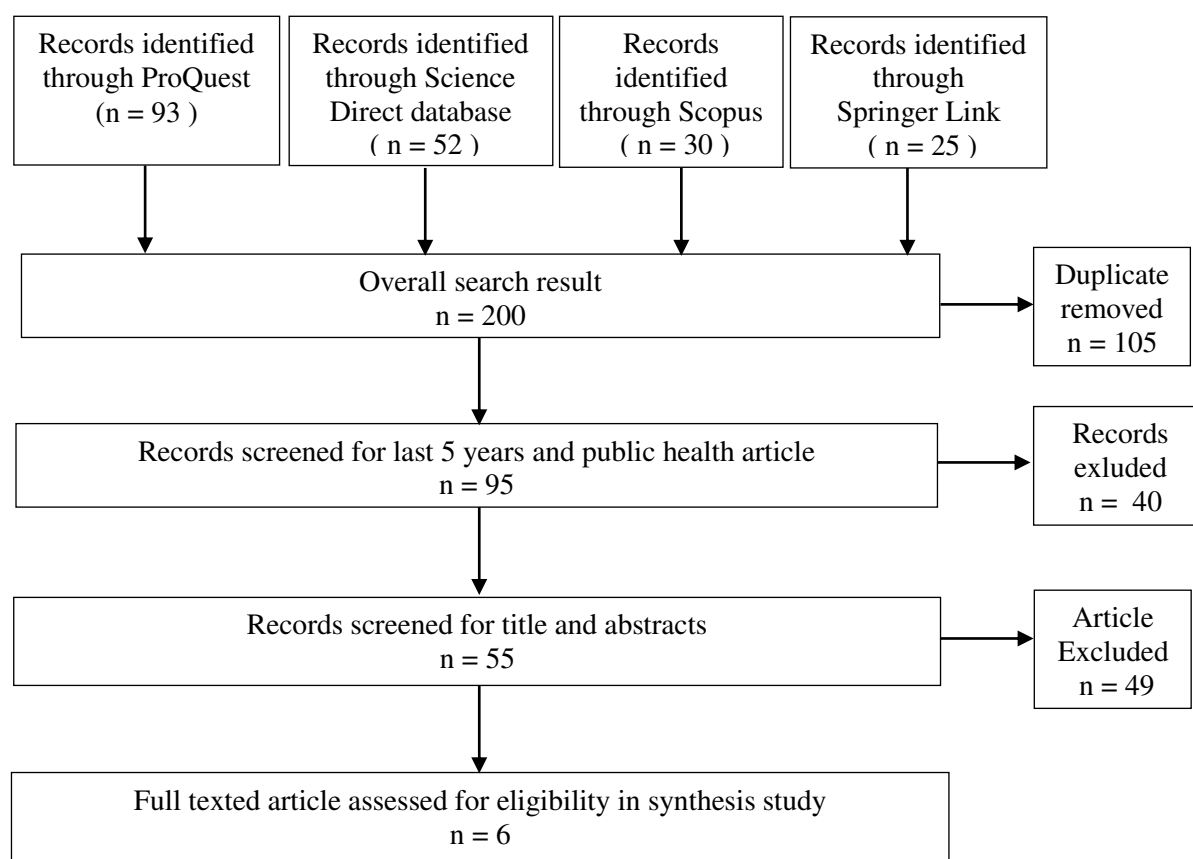 Records identified
through ProQuest
(n = 93 )
Records identified
through Science
Direct database
( n = 52 )
Records
identified
through Scopus
( n = 30 )
Records identified
through
Springer Link
( n = 25 )
Overall search result
n = 200
Duplicate
removed
n = 105
Records screened for last 5 years and public health article
n = 95
Records
exluded
n = 40
Records screened for title and abstracts
n = 55
Article
Excluded
n = 49
Full texted article assessed for eligibility in synthesis study
n = 6